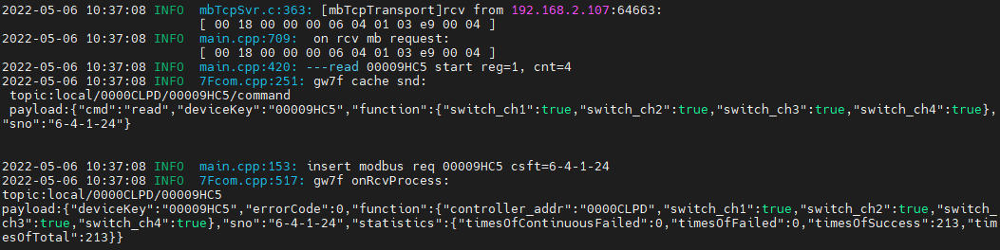 2022-05-06 10:37:08 INFO  mbTcpSvr.c:363: [mbTcpTransport]rcv from 192.168.2.107:64663:
[ 00 18 00 00 00 06 04 01 03 e9 00 04 ]
2022-05-06 10:37:08 INFO  main.cpp:709:  on rcv mb request:
[ 00 18 00 00 00 06 04 01 03 e9 00 04 ]
2022-05-06 10:37:08 INFO  main.cpp:420: ---read 00009HC5 start reg=1, cnt=4
2022-05-06 10:37:08 INFO  7Fcom.cpp:251: gw7f cache snd:
topic:local/0000CLPD/00009HC5/command
payload:{"cmd":"read","deviceKey":"00009HC5","function":{"switch_ch1":true,"switch_ch2":true,"switch_ch3":true,"switch_ch4":true},
"sno":"6-4-1-24"}
2022-05-06 10:37:08 INFO  main.cpp:153: insert modbus req 00009HC5 csft=6-4-1-24
2022-05-06 10:37:08 INFO  7Fcom.cpp:517: gw7f onRcvProcess:
topic:local/0000CLPD/00009HC5
payload:{"deviceKey":"00009HC5","errorCode":0,"function":{"controller_addr":"0000CLPD","switch_ch1":true,"switch_ch2":true,"switch_
ch3":true,"switch_ch4":true},"sno":"6-4-1-24","statistics":{"timesOfContinuousFailed":0,"timesOfFailed":0,"timesOfSuccess":213,"tim
esOfTotal":213}}